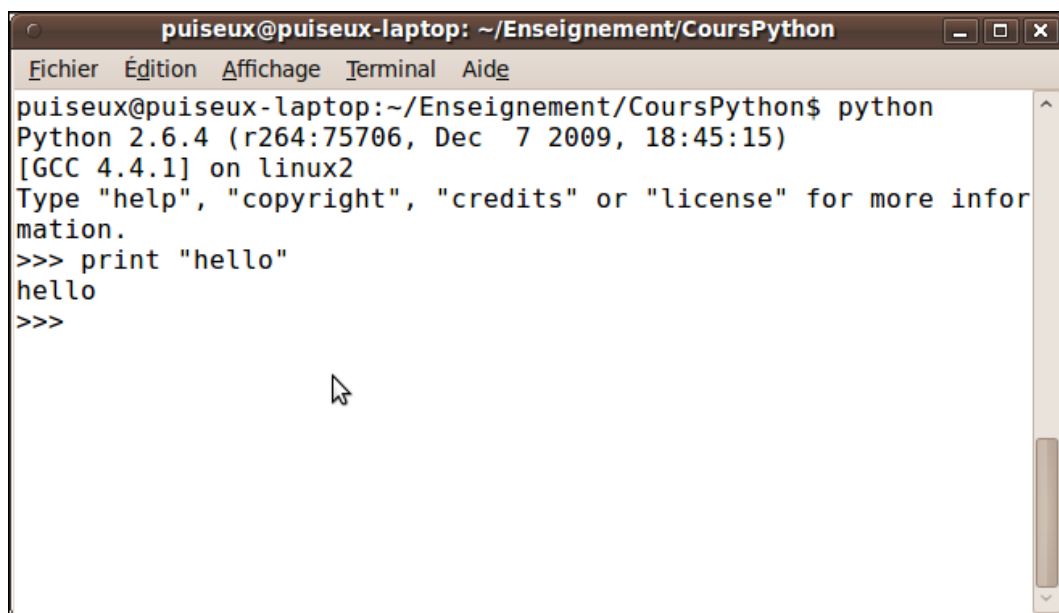 puiseux@puiseux-laptop: ~/Enseignement/CoursPython
Fichier Édition Affichage Terminal Aide
puiseux@puiseux-laptop:~/Enseignement/CoursPython$ python
Python 2.6.4 (r264:75706, Dec  7 2009, 18:45:15)
[GCC 4.4.1] on linux2
Type "help", "copyright", "credits" or "license" for more infor
mation.
>>> print "hello"
hello
>>>